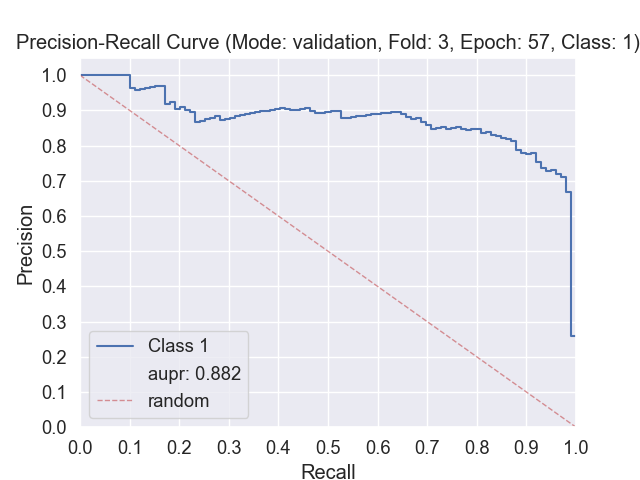 Precision-Recall Curve (Mode: validation, Fold: 3, Epoch: 57, Class: 1)
1.0
0.9
0.8
0.7
0.6
0.5
0.4
0.3
0.2
0.1
0.0
Precision
Class 1
aupr: 0.882
random
0.0 0.1 0.2 0.3 0.4 0.5 0.6 0.7 0.8 0.9 1.0
Recall